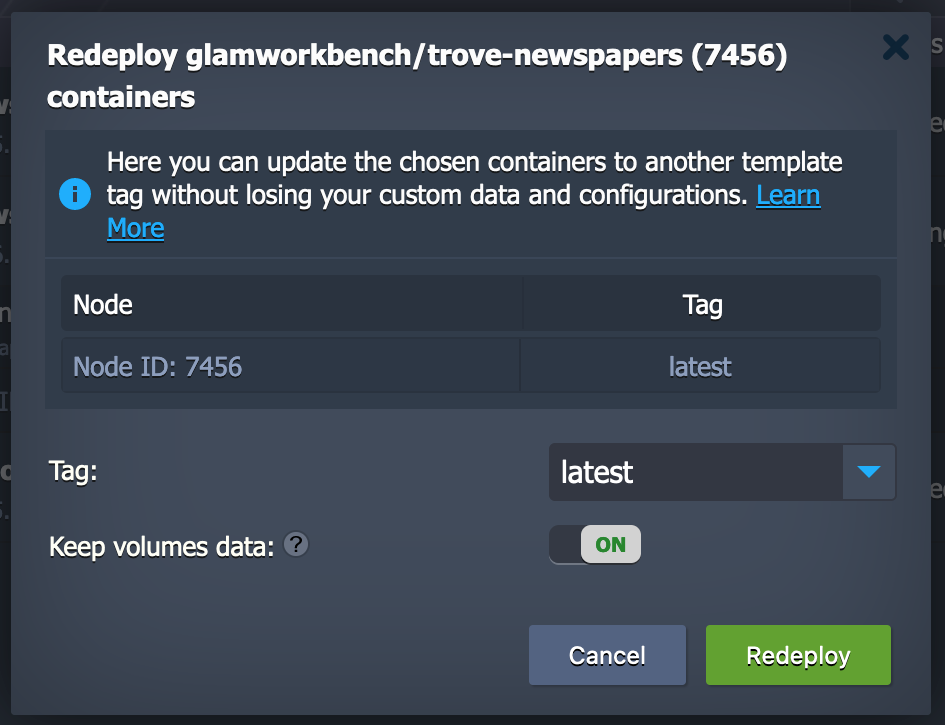 Redeploy glamworkbench/trove-newspapers (7456)
containers
Here you can update the chosen containers to another template
tag without losing your custom data and configurations. Learn
More
Node Tag
Node ID: 7456 latest
Tag: latest
Keep volumes data: ? ON
Cancel Redeploy